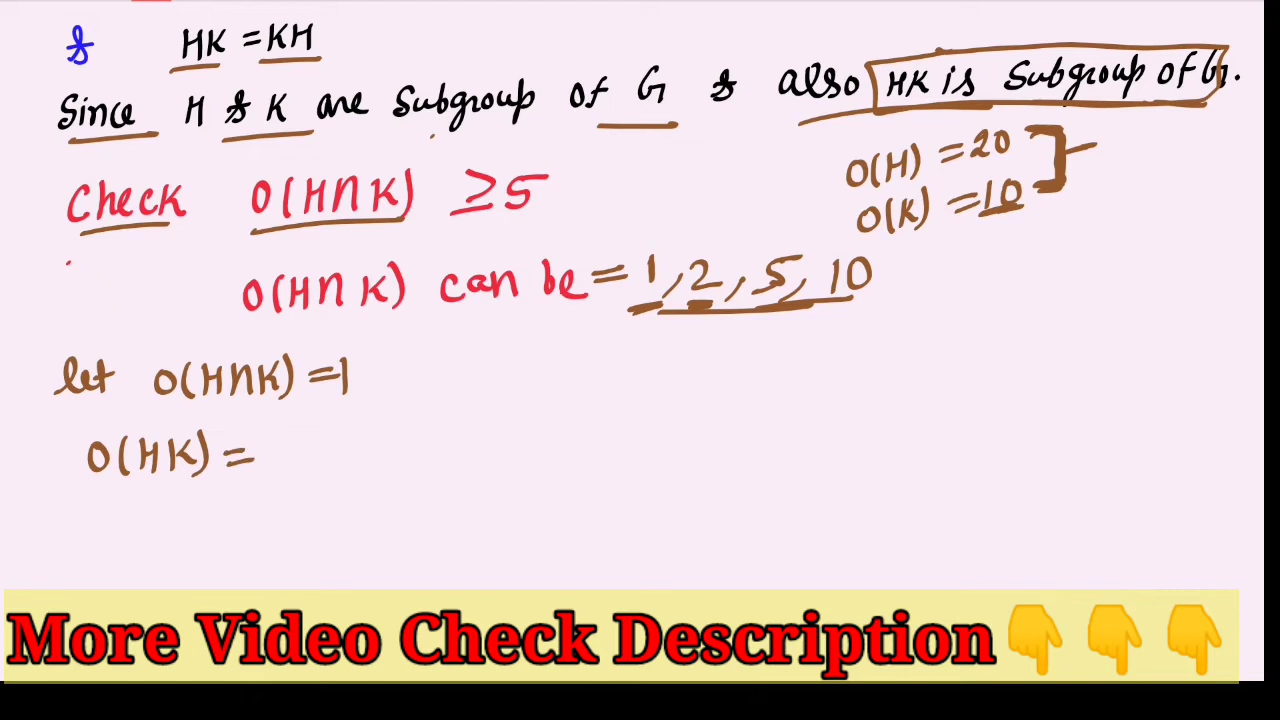 & HK = KH
Since H & K are Subgroup of G & also HK is Subgroup of G.
O(H) = 20
O(K) = 10
Check O(H∩K) ≥ 5
O(H∩K) can be = 1, 2, 5, 10
let O(H∩K) = 1
O(HK) =
More Video Check Description👇👇👇